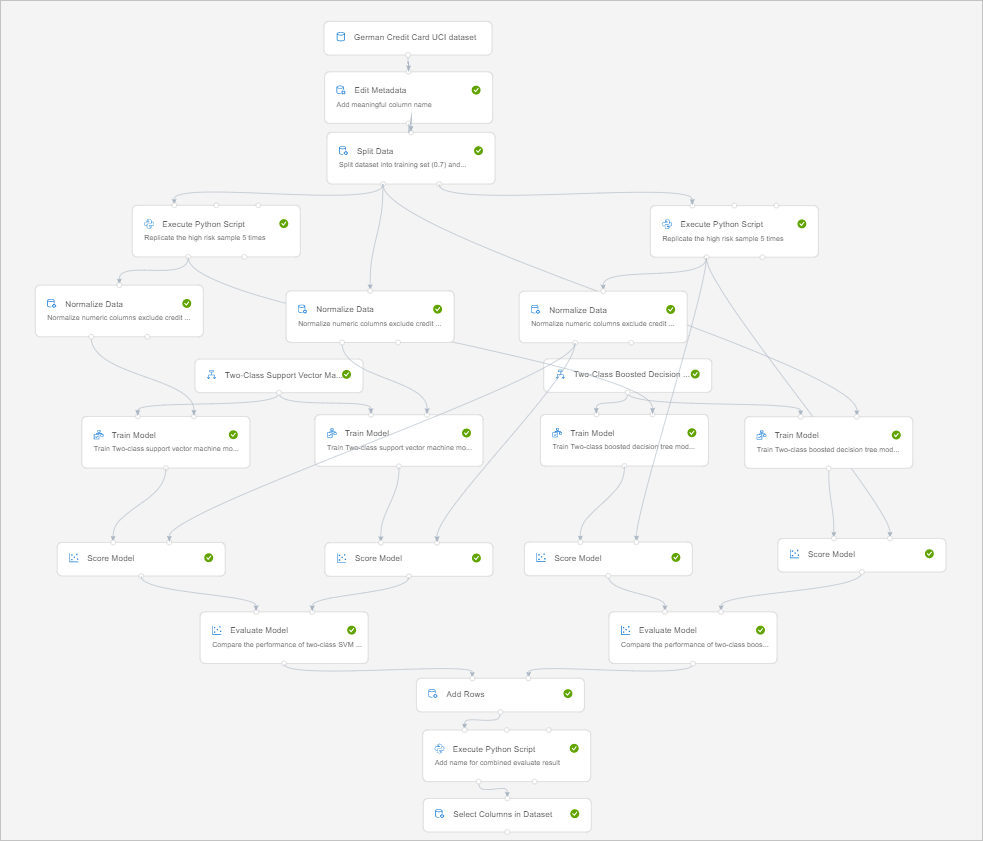 German Credit Card UCI dataset
Edit Metadata
Add meaningful column name
Split Data
Split dataset into training set (0.7) and...
Execute Python Script
Replicate the high risk sample 5 times
Execute Python Script
Replicate the high risk sample 5 times
Normalize Data
Normalize numeric columns exclude credit ...
Normalize Data
Normalize numeric columns exclude credit ...
Normalize Data
Normalize numeric columns exclude credit ...
Two-Class Support Vector Ma...
Two-Class Boosted Decision ...
Train Model
Train Two-class support vector machine mo...
Train Model
Train Two-class support vector machine mo...
Train Model
Train Two-class boosted decision tree mod...
Train Model
Train Two-class boosted decision tree mod...
Score Model
Score Model
Score Model
Score Model
Evaluate Model
Compare the performance of two-class SVM ...
Evaluate Model
Compare the performance of two-class boos...
Add Rows
Execute Python Script
Add name for combined evaluate result
Select Columns in Dataset